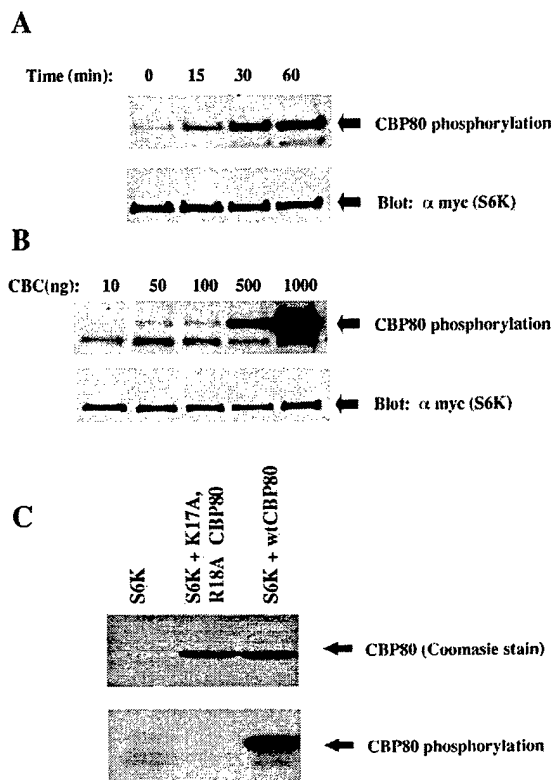 A
Time (min): 0 15 30 60
CBP80 phosphorylation
Blot: α myc (S6K)
B
CBC(ng): 10 50 100 500 1000
CBP80 phosphorylation
Blot: α myc (S6K)
C
S6K
S6K + K17A,
R18A CBP80
S6K + wtCBP80
CBP80 (Coomasie stain)
CBP80 phosphorylation